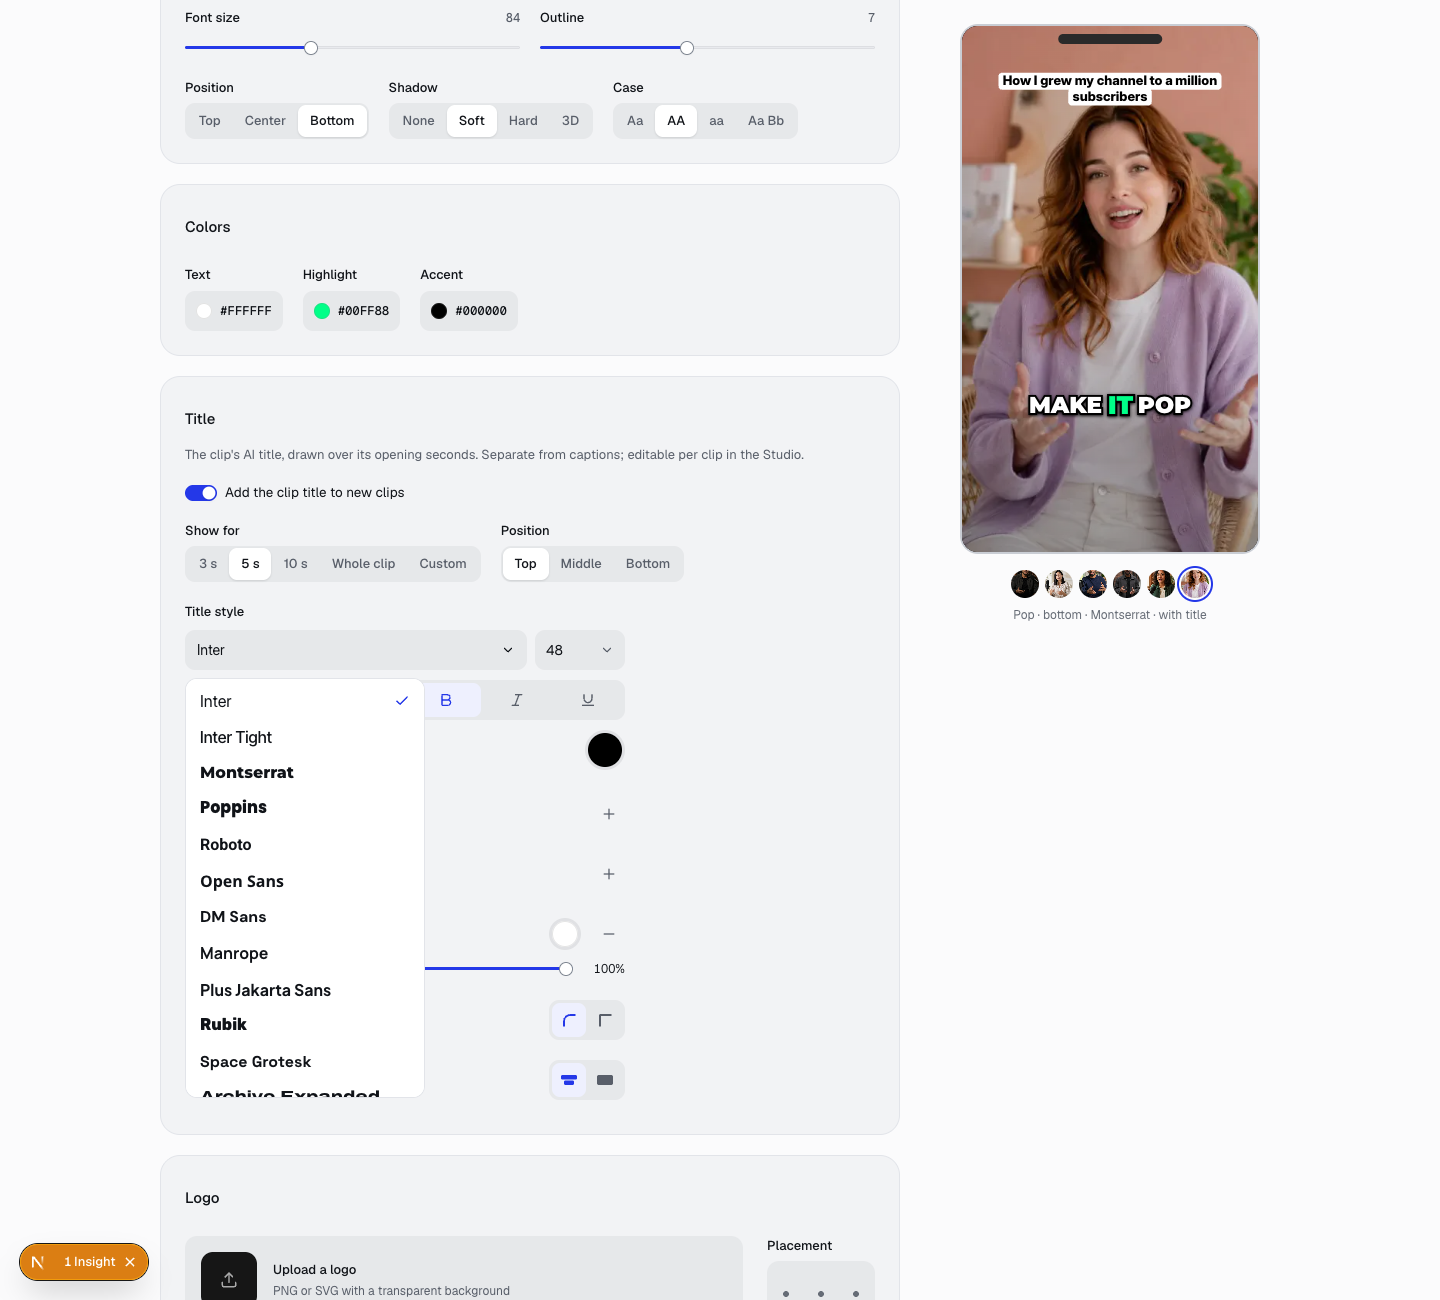 Font size 84 Outline 7
Position Shadow Case
Top Center Bottom None Soft Hard 3D Aa AA aa Aa Bb
Colors
Text Highlight Accent
#FFFFFF #00FF88 #000000
Title
The clip's AI title, drawn over its opening seconds. Separate from captions; editable per clip in the Studio.
Add the clip title to new clips
Show for Position
3 s 5 s 10 s Whole clip Custom Top Middle Bottom
Title style
Inter 48
B I U
Inter
Inter Tight
Montserrat
Poppins
Roboto
Open Sans
DM Sans
Manrope
100%
Plus Jakarta Sans
Rubik
Space Grotesk
Archivo Expanded
Logo
Upload a logo
PNG or SVG with a transparent background
Placement
1 Insight
How I grew my channel to a million
subscribers
MAKE IT POP
Pop · bottom · Montserrat · with title